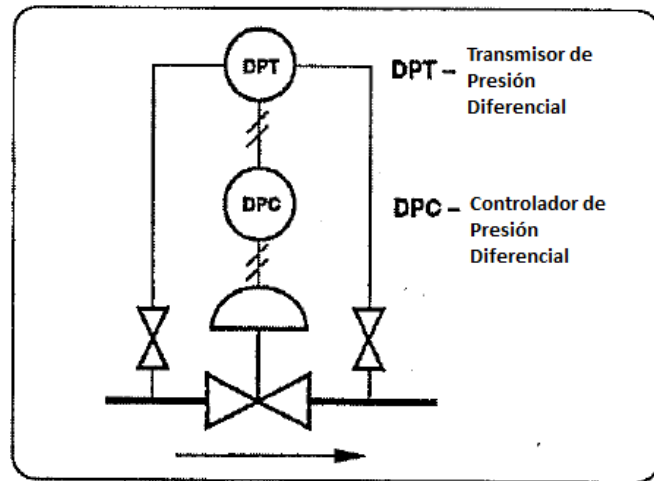 DPT
DPT – Transmisor de
Presión
Diferencial
DPC
DPC – Controlador de
Presión
Diferencial